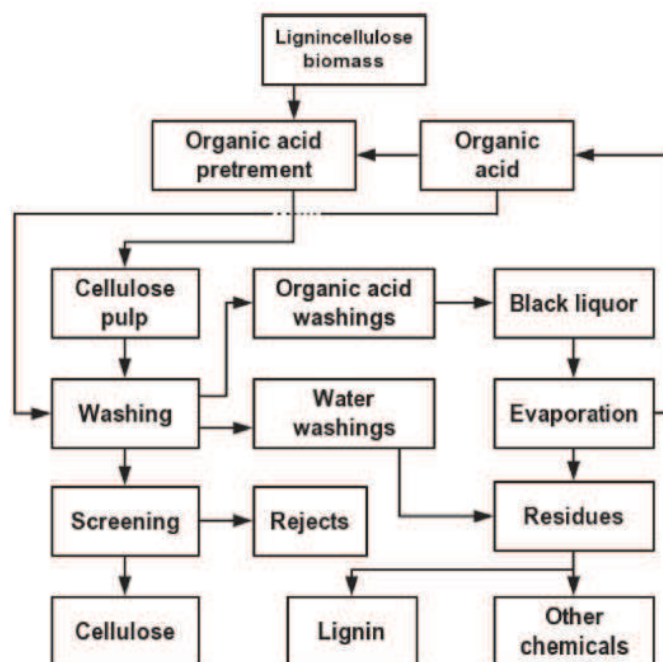 Lignincellulose
biomass
Organic acid
pretrement
Organic
acid
Cellulose
pulp
Organic acid
washings
Black liquor
Washing
Water
washings
Evaporation
Screening
Rejects
Residues
Cellulose
Lignin
Other
chemicals